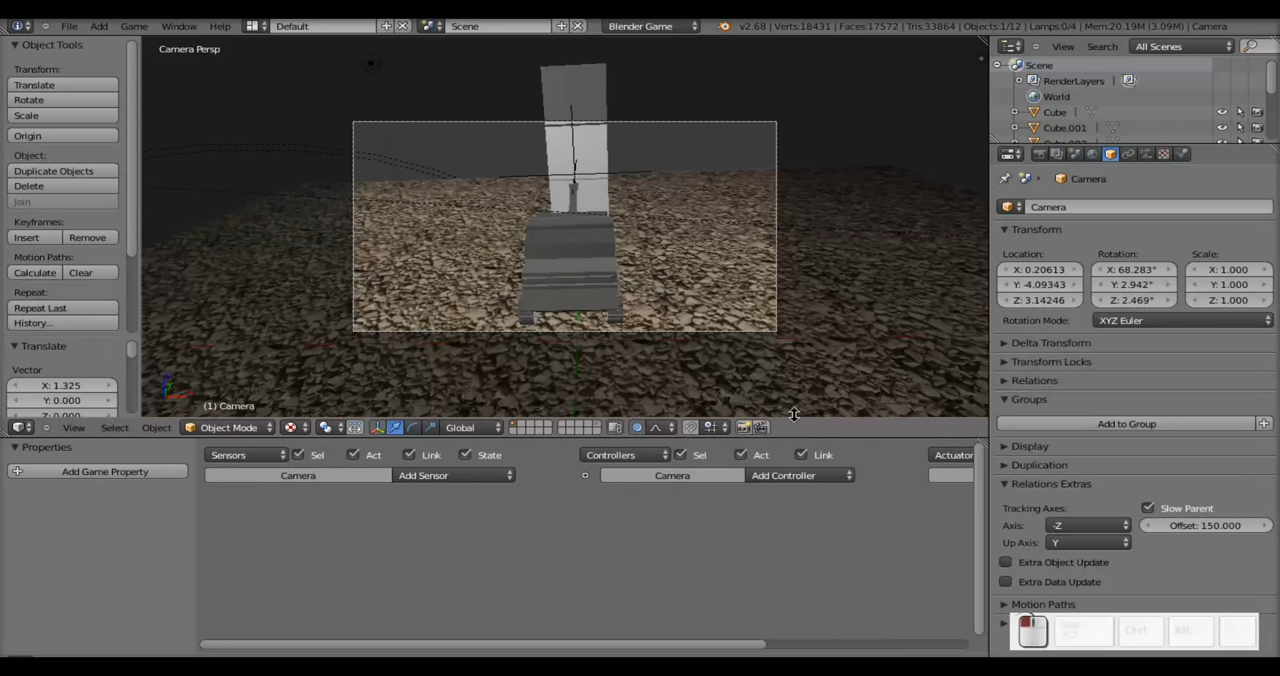 File Add Game Window Help Default Scene Blender Game v2.68 | Verts:18431 | Faces:17572 | Tris:33864 | Objects:1/12 | Lamps:0/4 | Mem:20.19M (3.09M) | Camera
Object Tools
Transform:
Translate
Rotate
Scale
Origin
Object:
Duplicate Objects
Delete
Join
Keyframes:
Insert Remove
Motion Paths:
Calculate Clear
Repeat:
Repeat Last
History...
Translate
Vector
X: 1.325
Y: 0.000
Z: 0.000
Camera Persp
(1) Camera
View Select Object Object Mode Global
Properties
Add Game Property
Sensors Sel Act Link State
Camera Add Sensor
Controllers Sel Act Link
Camera Add Controller
Actuator
View Search All Scenes
Scene
RenderLayers |
World
Cube |
Cube.001 |
Camera
Camera
Transform
Location: Rotation: Scale:
X: 0.20613 X: 68.283° X: 1.000
Y: -4.09343 Y: 2.942° Y: 1.000
Z: 3.14246 Z: 2.469° Z: 1.000
Rotation Mode: XYZ Euler
Delta Transform
Transform Locks
Relations
Groups
Add to Group
Display
Duplication
Relations Extras
Tracking Axes: Slow Parent
Axis: -Z Offset: 150.000
Up Axis: Y
Extra Object Update
Extra Data Update
Motion Paths
Ctrl Alt